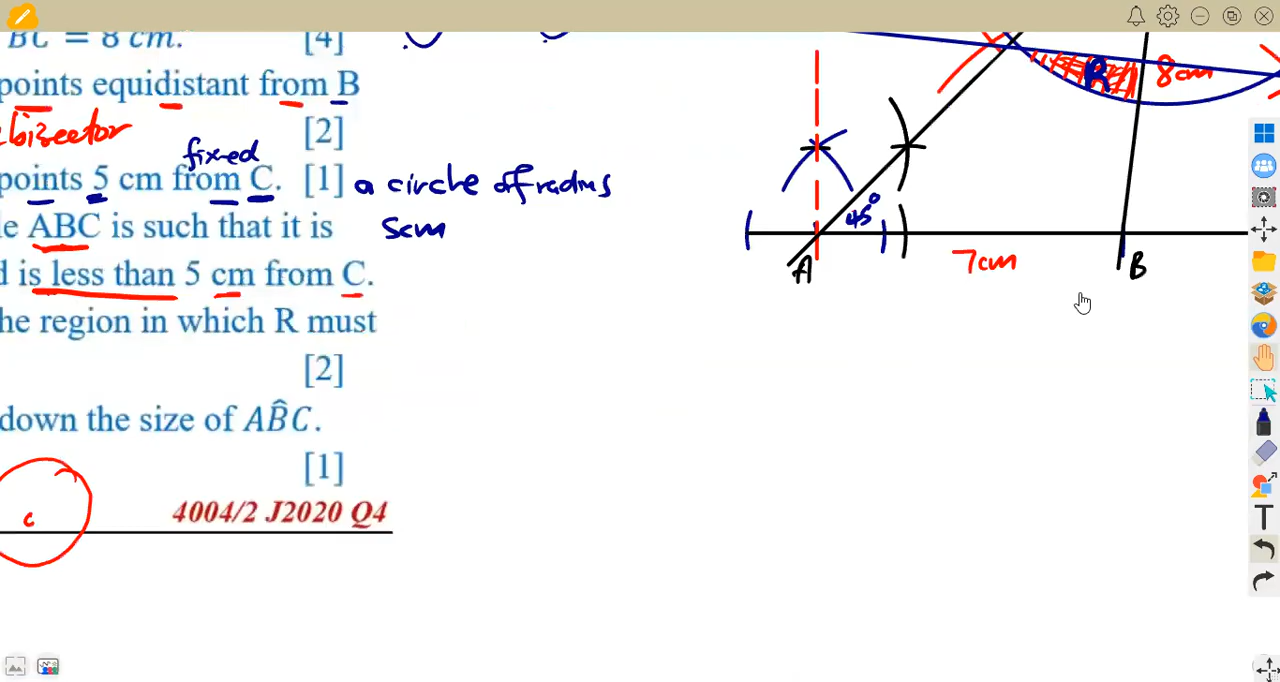 BC = 8 cm. [4]
points equidistant from B
bisector [2]
fixed
points 5 cm from C. [1] a circle of radius
5cm
le ABC is such that it is
d is less than 5 cm from C.
he region in which R must
[2]
down the size of AB̂C.
[1]
c
4004/2 J2020 Q4
R 8cm
45°
A 7cm B
T